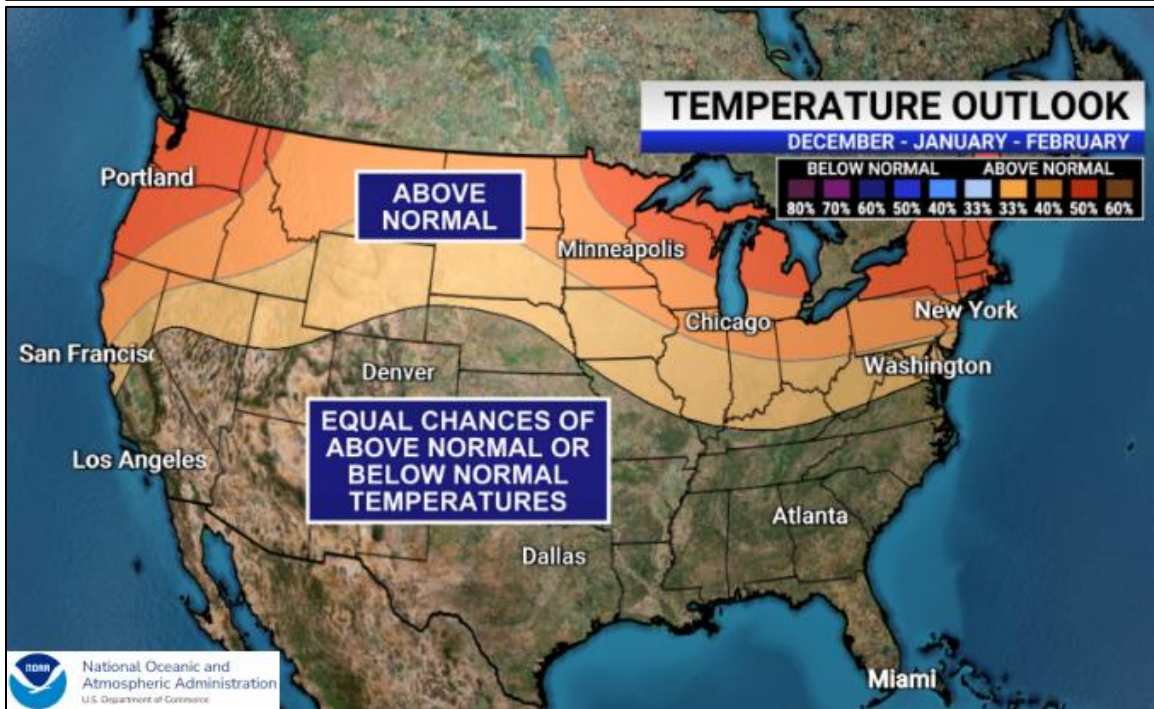 TEMPERATURE OUTLOOK
DECEMBER - JANUARY - FEBRUARY
BELOW NORMAL ABOVE NORMAL
80% 70% 60% 50% 40% 33% 33% 40% 50% 60%
Portland
ABOVE
NORMAL
Minneapolis
Chicago
New York
San Francisc
Denver
Washington
EQUAL CHANCES OF
ABOVE NORMAL OR
BELOW NORMAL
TEMPERATURES
Los Angeles
Atlanta
Dallas
Miami
NOAA
National Oceanic and
Atmospheric Administration
U.S. Department of Commerce